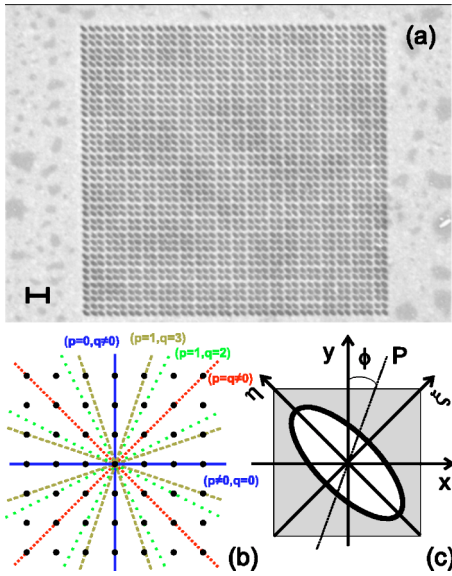 (a)
(p=0,q≠0)
(p=1,q=3)
(p=1,q=2)
(p=q≠0)
(p≠0,q=0)
(b)
y
ϕ
P
η
ξ
x
(c)